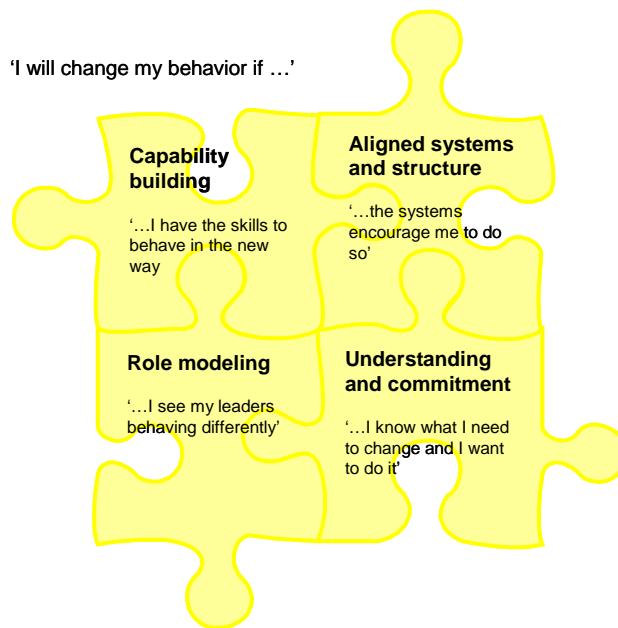 ‘I will change my behavior if …’
Capability
building
‘…I have the skills to
behave in the new
way
Aligned systems
and structure
‘…the systems
encourage me to do
so’
Role modeling
‘…I see my leaders
behaving differently’
Understanding
and commitment
‘…I know what I need
to change and I want
to do it’